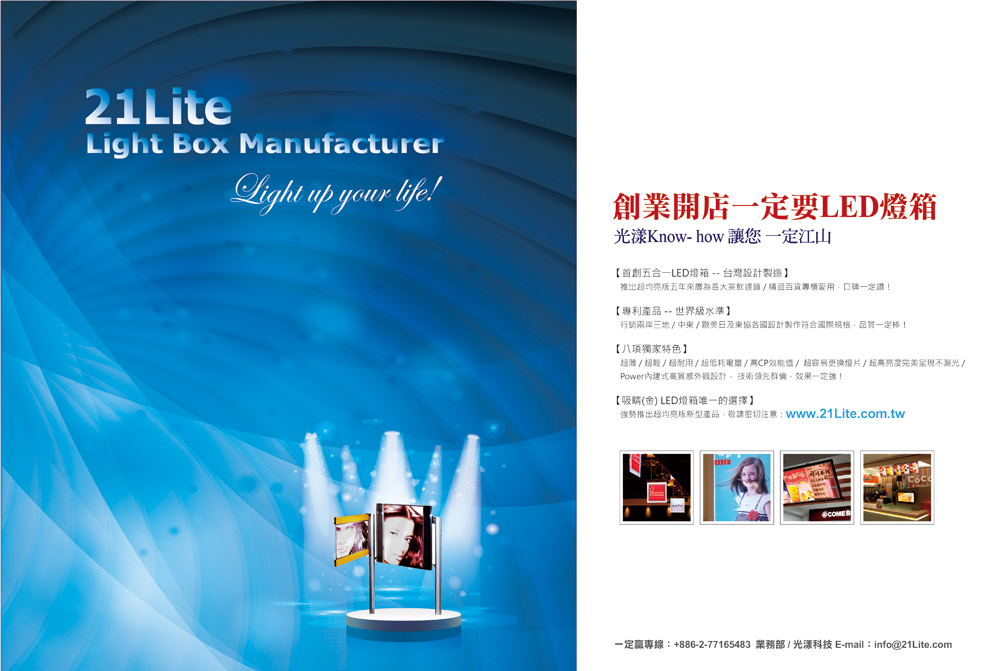 21Lite
Light Box Manufacturer
Light up your life!
創業開店一定要LED燈箱
光漾Know- how 讓您 一定江山
【首創五合一LED燈箱 -- 台灣設計製造】
推出超均亮版五年來廣為各大茶飲連鎖 / 精品百貨專櫃愛用，口碑一定讚！
【專利產品 -- 世界級水準】
行銷兩岸三地 / 中東 / 歐美日及東協各國設計製作符合國際規格，品質一定棒！
【八項獨家特色】
超薄 / 超輕 / 超耐用 / 超低耗電量 / 高CP效能值 / 超容易更換燈片 / 超高亮度完美呈現不漏光 /
Power內建式高質感外觀設計， 技術領先群倫，效果一定強！
【吸睛(金) LED燈箱唯一的選擇】
強勢推出超均亮版新型產品，敬請密切注意：www.21Lite.com.tw
ELLE
@COME B
CoCo
一定贏專線：+886-2-77165483 業務部 / 光漾科技 E-mail：info@21Lite.com